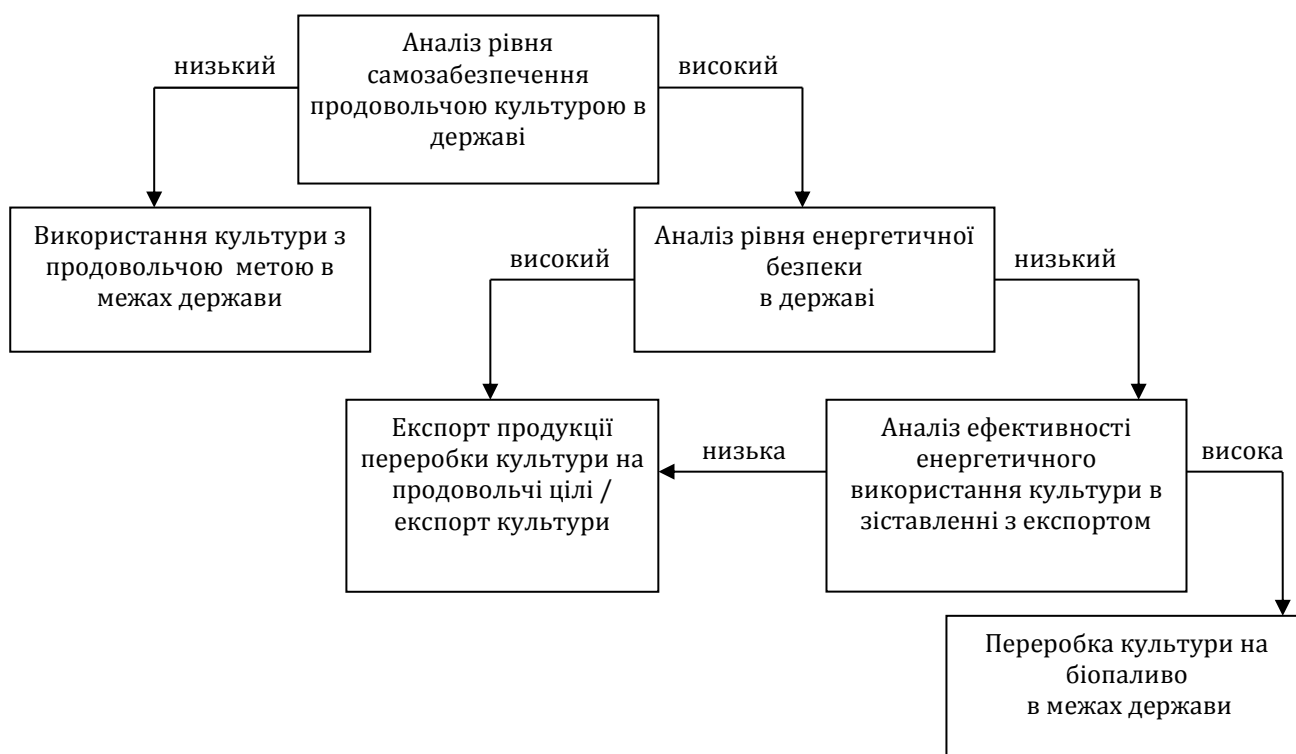 Аналіз рівня
самозабезпечення
продовольчою культурою в
державі
низький
високий
Використання культури з
продовольчою метою в
межах держави
Аналіз рівня енергетичної
безпеки
в державі
високий
низький
Експорт продукції
переробки культури на
продовольчі цілі /
експорт культури
низька
Аналіз ефективності
енергетичного
використання культури в
зіставленні з експортом
висока
Переробка культури на
біопаливо
в межах держави